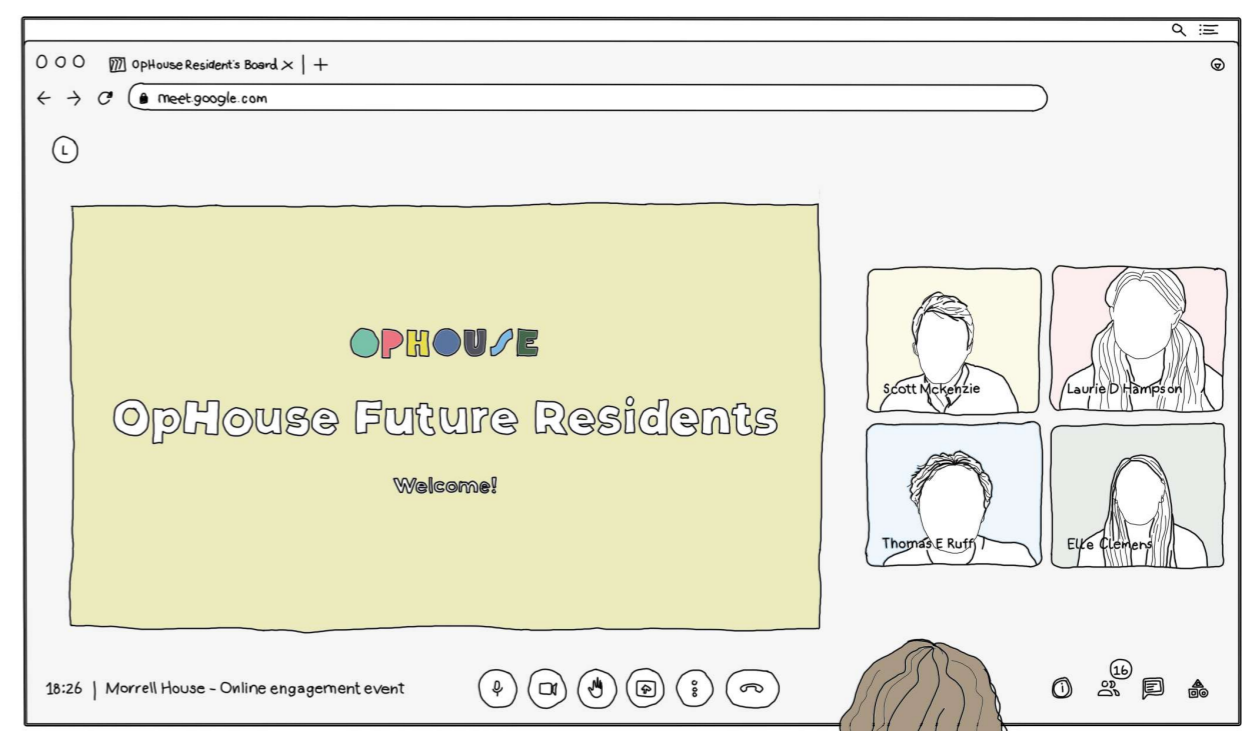 OpHouse Resident's Board × | +
meet.google.com
L
OPHOUSE
OpHouse Future Residents
Welcome!
Scott Mckenzie
Laurie D Hampson
Thomas E Ruff
Elle Clemens
16
18:26 | Morrell House - Online engagement event